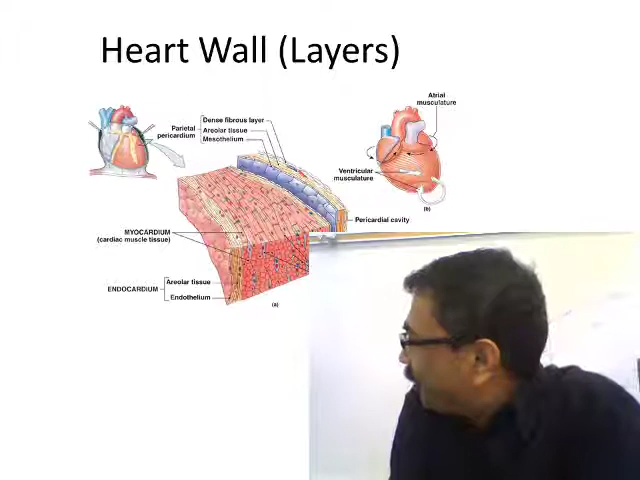 Heart Wall (Layers)
Atrial
musculature
Dense fibrous layer
Parietal
pericardium
Areolar tissue
Mesothelium
Ventricular
musculature
(b)
Pericardial cavity
MYOCARDIUM
(cardiac muscle tissue)
Areolar tissue
ENDOCARDIUM
Endothelium
(a)